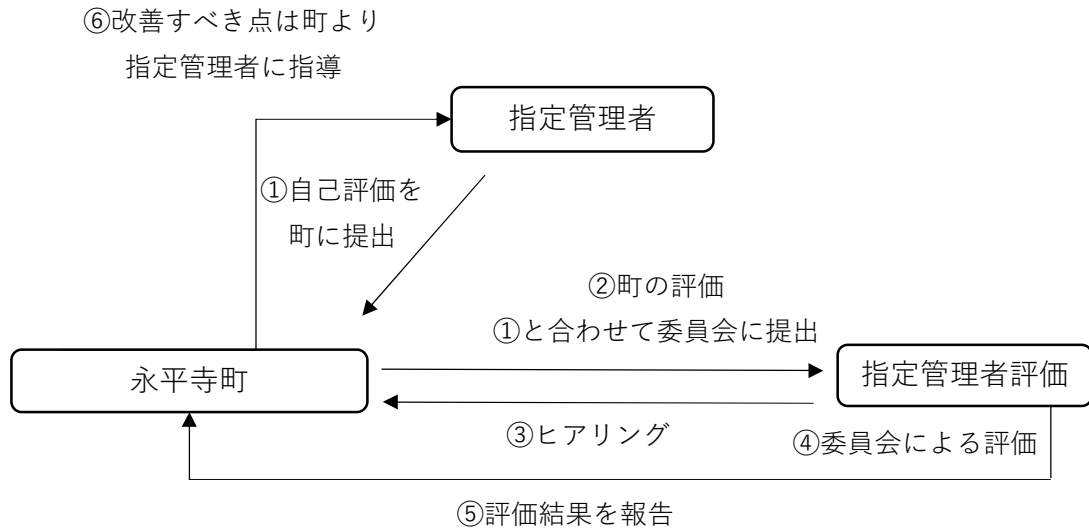 ⑥改善すべき点は町より
指定管理者に指導
指定管理者
①自己評価を
町に提出
②町の評価
①と合わせて委員会に提出
永平寺町
指定管理者評価
③ヒアリング
④委員会による評価
⑤評価結果を報告